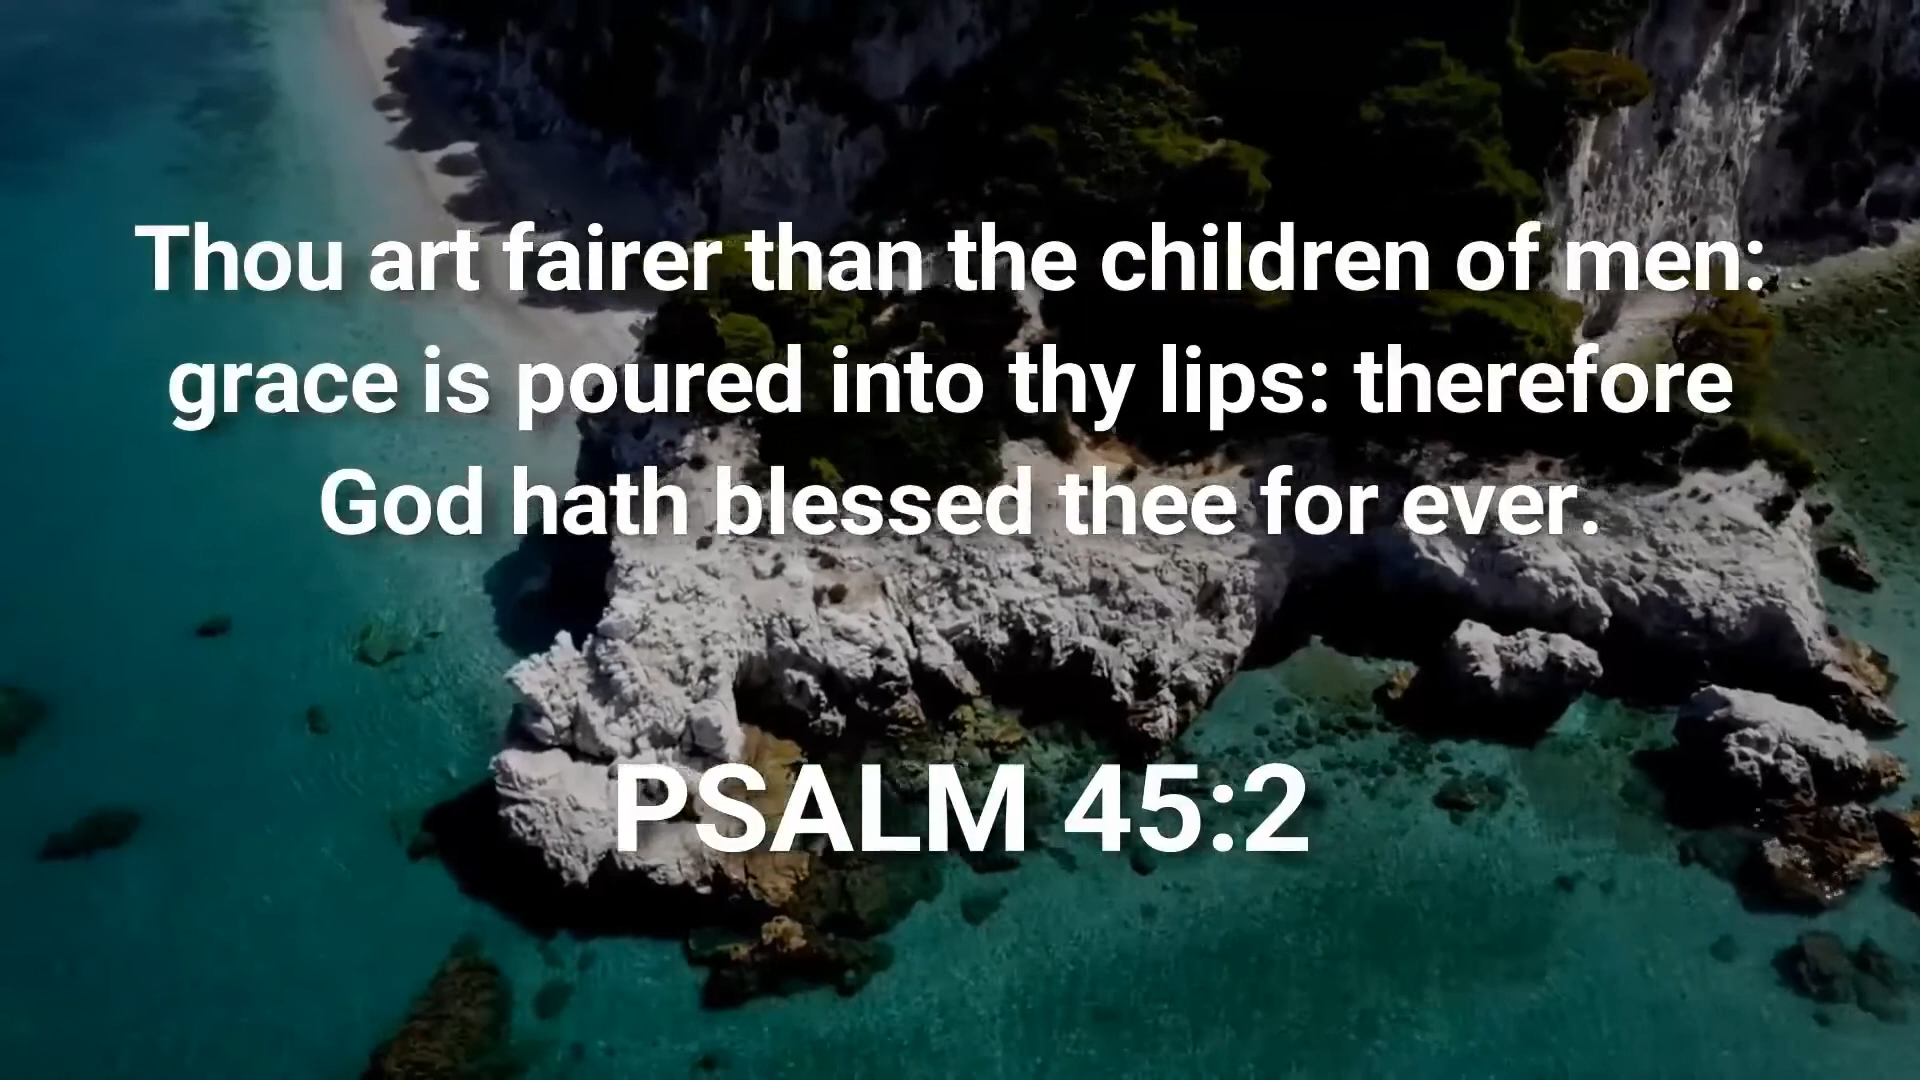 Thou art fairer than the children of men:
grace is poured into thy lips: therefore
God hath blessed thee for ever.
PSALM 45:2